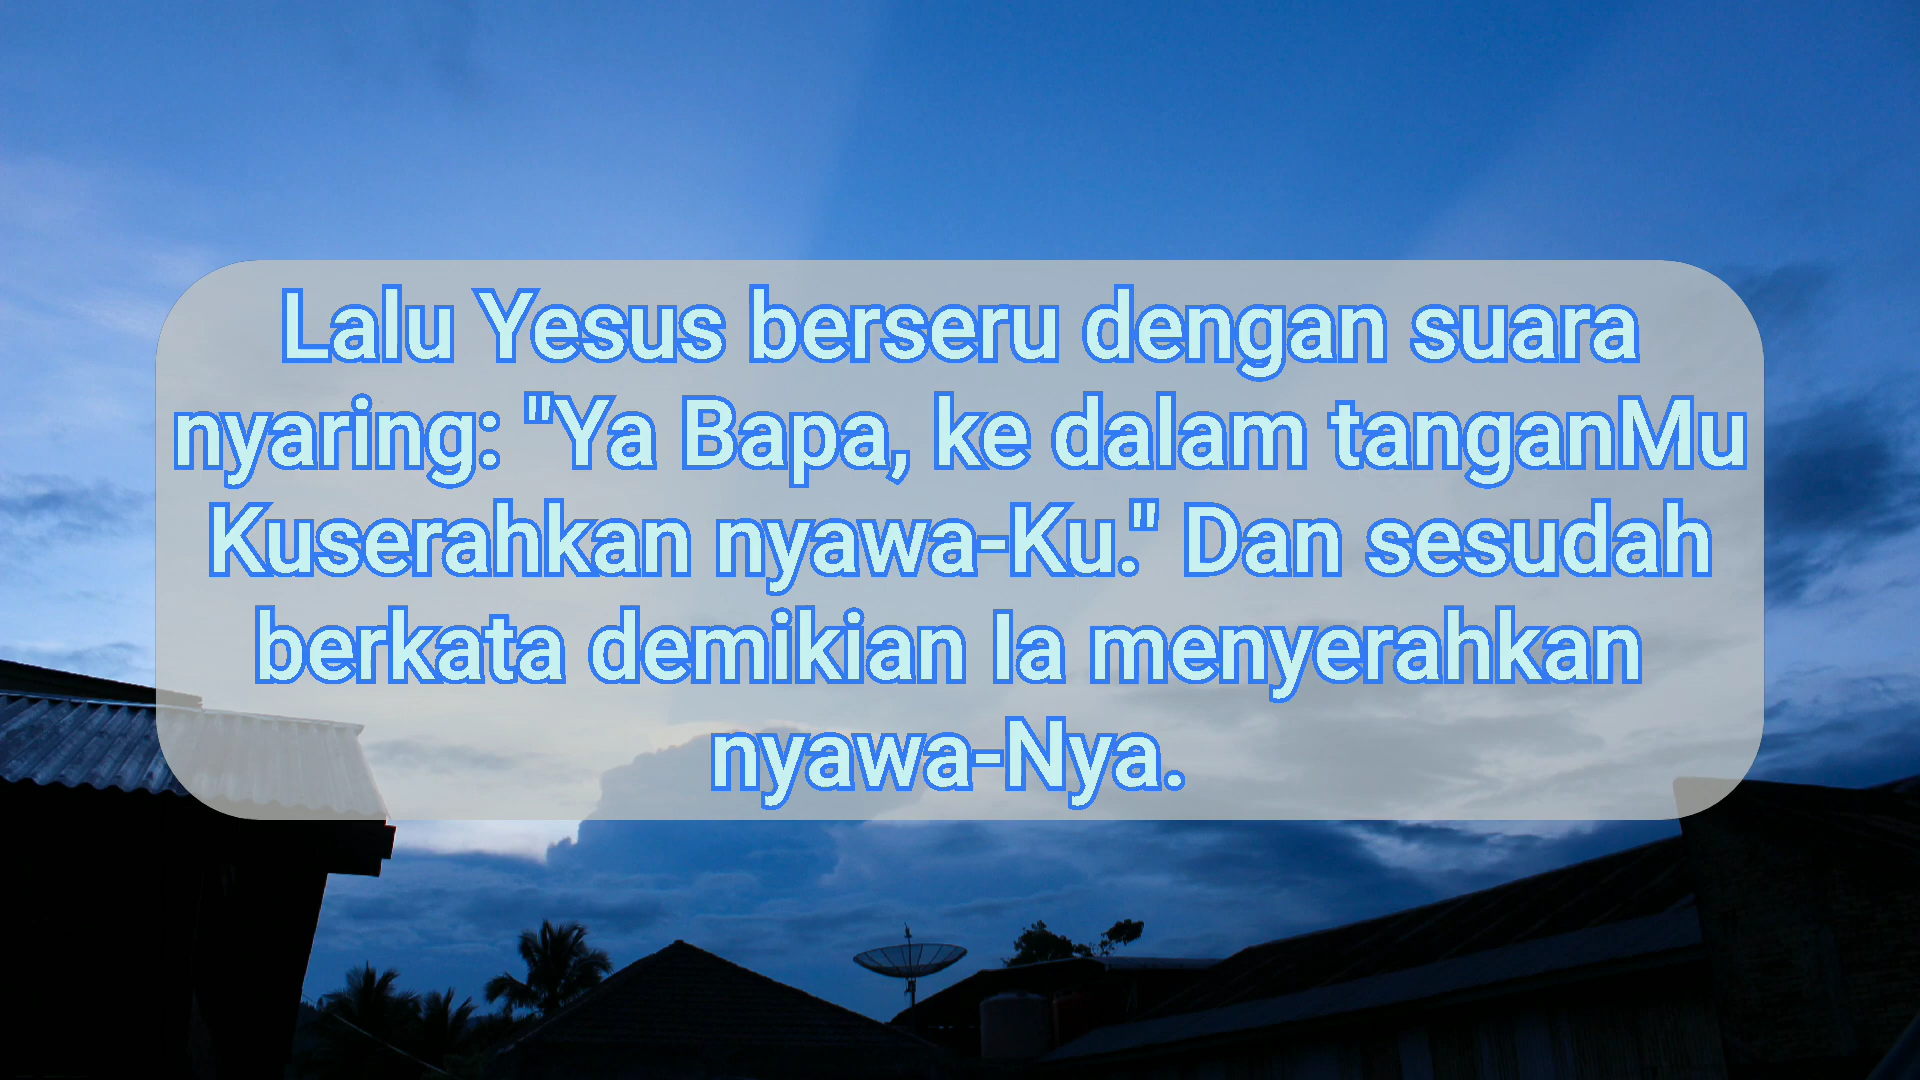 Lalu Yesus berseru dengan suara
nyaring: "Ya Bapa, ke dalam tanganMu
Kuserahkan nyawa-Ku." Dan sesudah
berkata demikian Ia menyerahkan
nyawa-Nya.